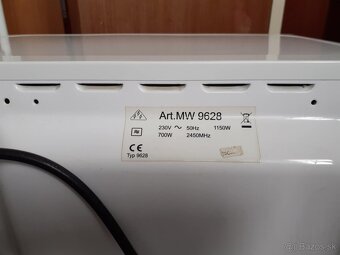 Art.MW 9628
230V ~ 50Hz 1150W
700W 2450MHz
CE
Typ 9628
Bazos.sk